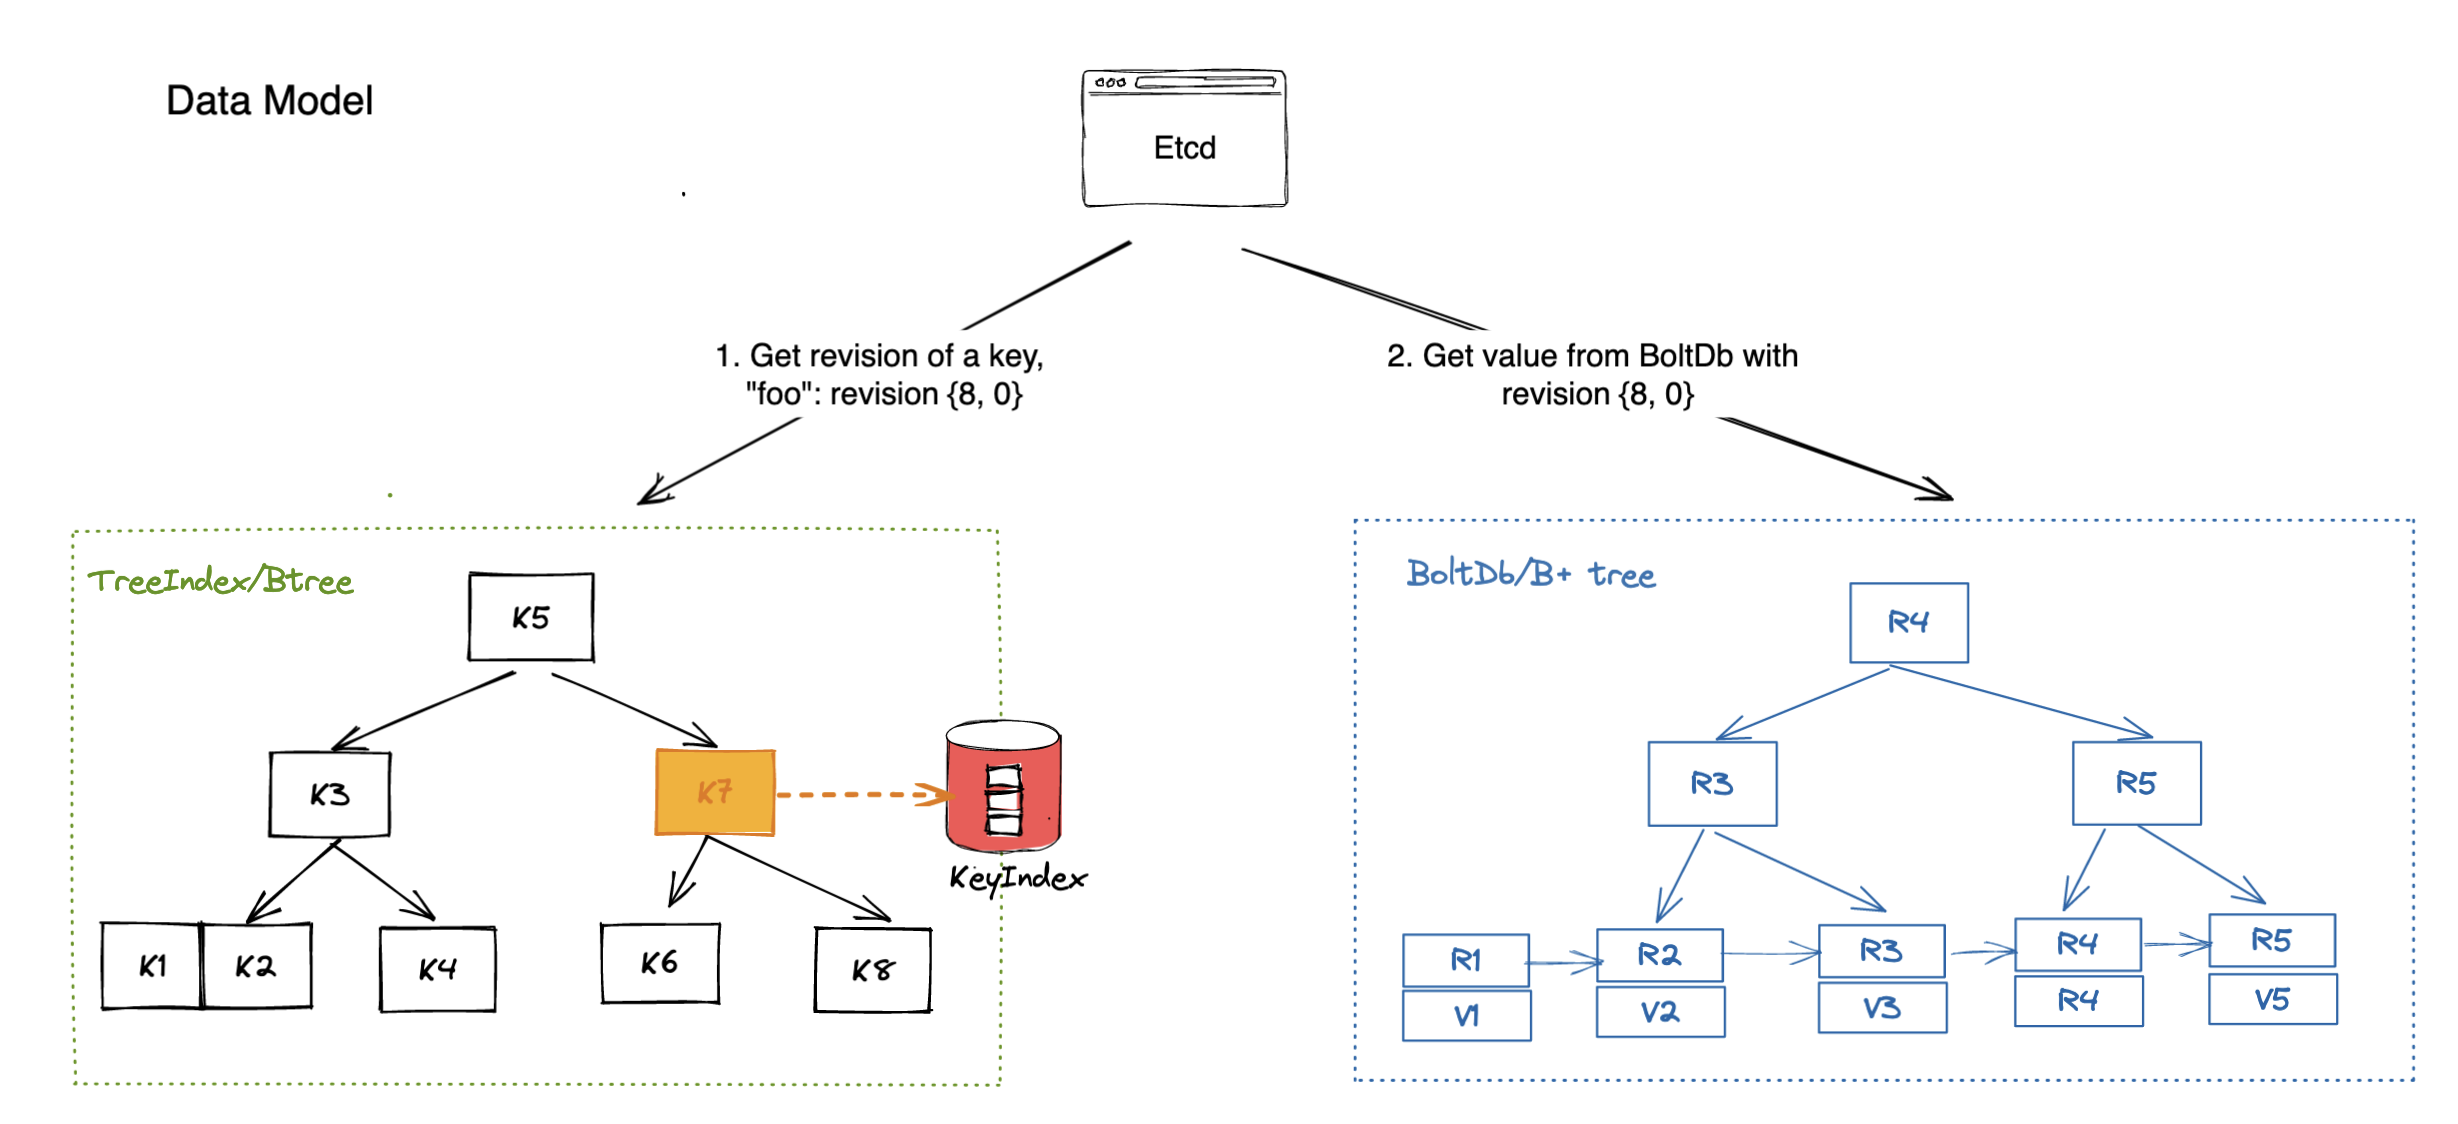 Data Model
Etcd
1. Get revision of a key,
"foo": revision {8, 0}
2. Get value from BoltDb with
revision {8, 0}
TreeIndex/Btree
K5
K3
K7
K1
K2
K4
K6
K8
KeyIndex
BoltDb/B+ tree
R4
R3
R5
R1
R2
R3
R4
R5
V1
V2
V3
R4
V5